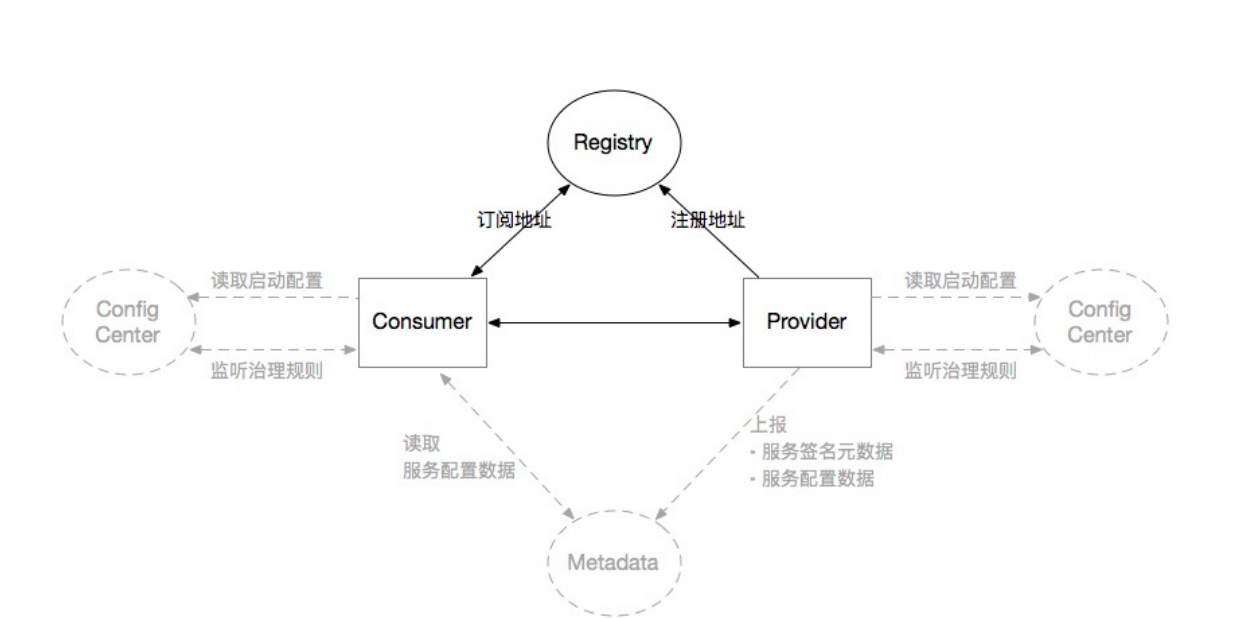 Registry
订阅地址
注册地址
读取启动配置
读取启动配置
Config
Center
Consumer
Provider
Config
Center
监听治理规则
监听治理规则
读取
服务配置数据
上报
- 服务签名元数据
- 服务配置数据
Metadata